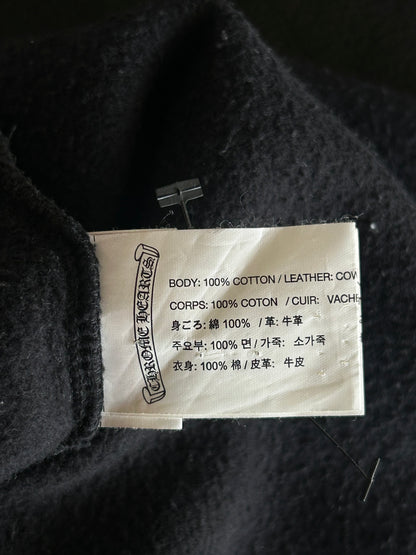 CHROME HEARTS
BODY: 100% COTTON / LEATHER: COW
CORPS: 100% COTON / CUIR: VACHE
身ごろ: 綿 100% / 革: 牛革
주요부: 100% 면 / 가죽: 소가죽
衣身: 100% 棉 / 皮革: 牛皮